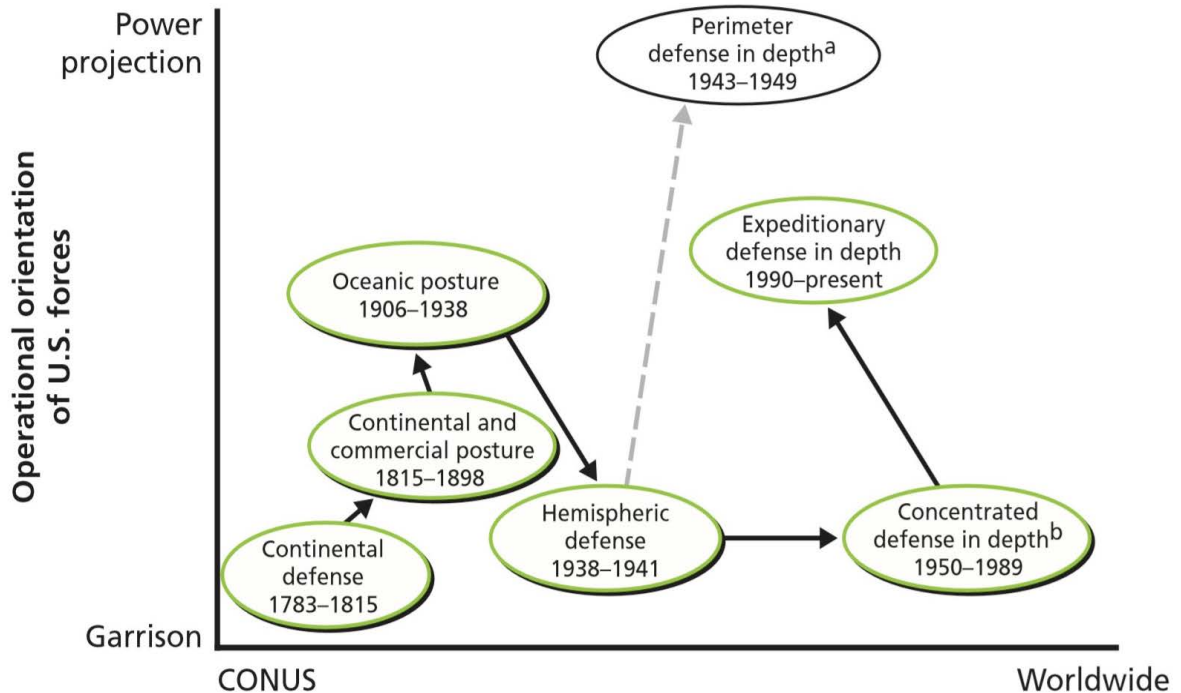 Power
projection
Operational orientation
of U.S. forces
Garrison
CONUS
Worldwide
Perimeter
defense in depthᵃ
1943–1949
Expeditionary
defense in depth
1990–present
Oceanic posture
1906–1938
Continental and
commercial posture
1815–1898
Continental
defense
1783–1815
Hemispheric
defense
1938–1941
Concentrated
defense in depthᵇ
1950–1989